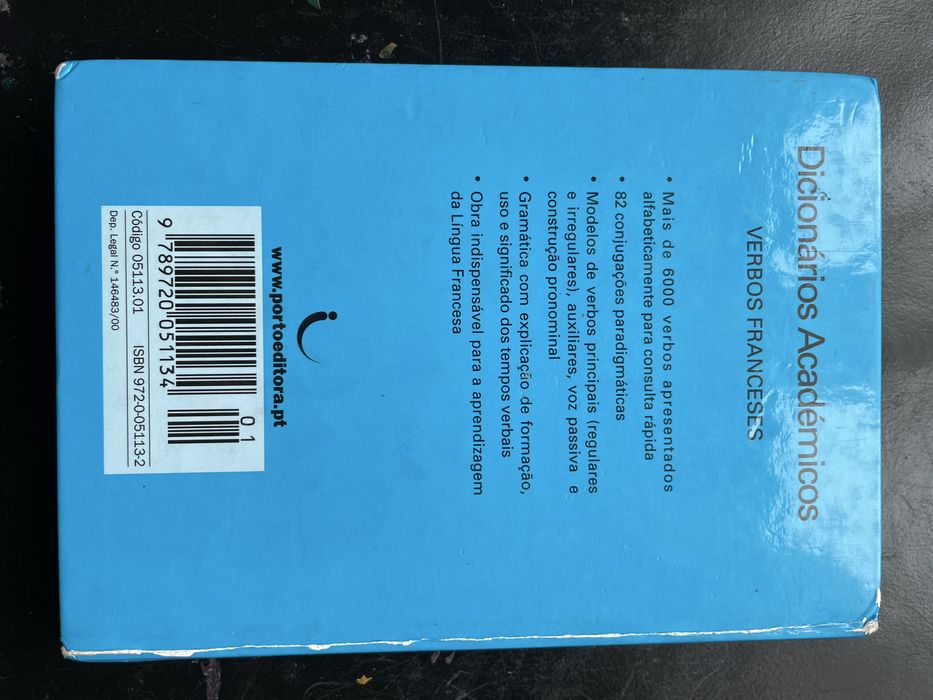 Dicionários Académicos
VERBOS FRANCESES
• Mais de 6000 verbos apresentados
alfabeticamente para consulta rápida
• 82 conjugações paradigmáticas
• Modelos de verbos principais (regulares
e irregulares), auxiliares, voz passiva e
construção pronominal
• Gramática com explicação de formação,
uso e significado dos tempos verbais
• Obra indispensável para a aprendizagem
da Língua Francesa
www.portoeditora.pt
01
9 789720 051134
Código 05113.01 ISBN 972-0-05113-2
Dep. Legal N.° 146483/00